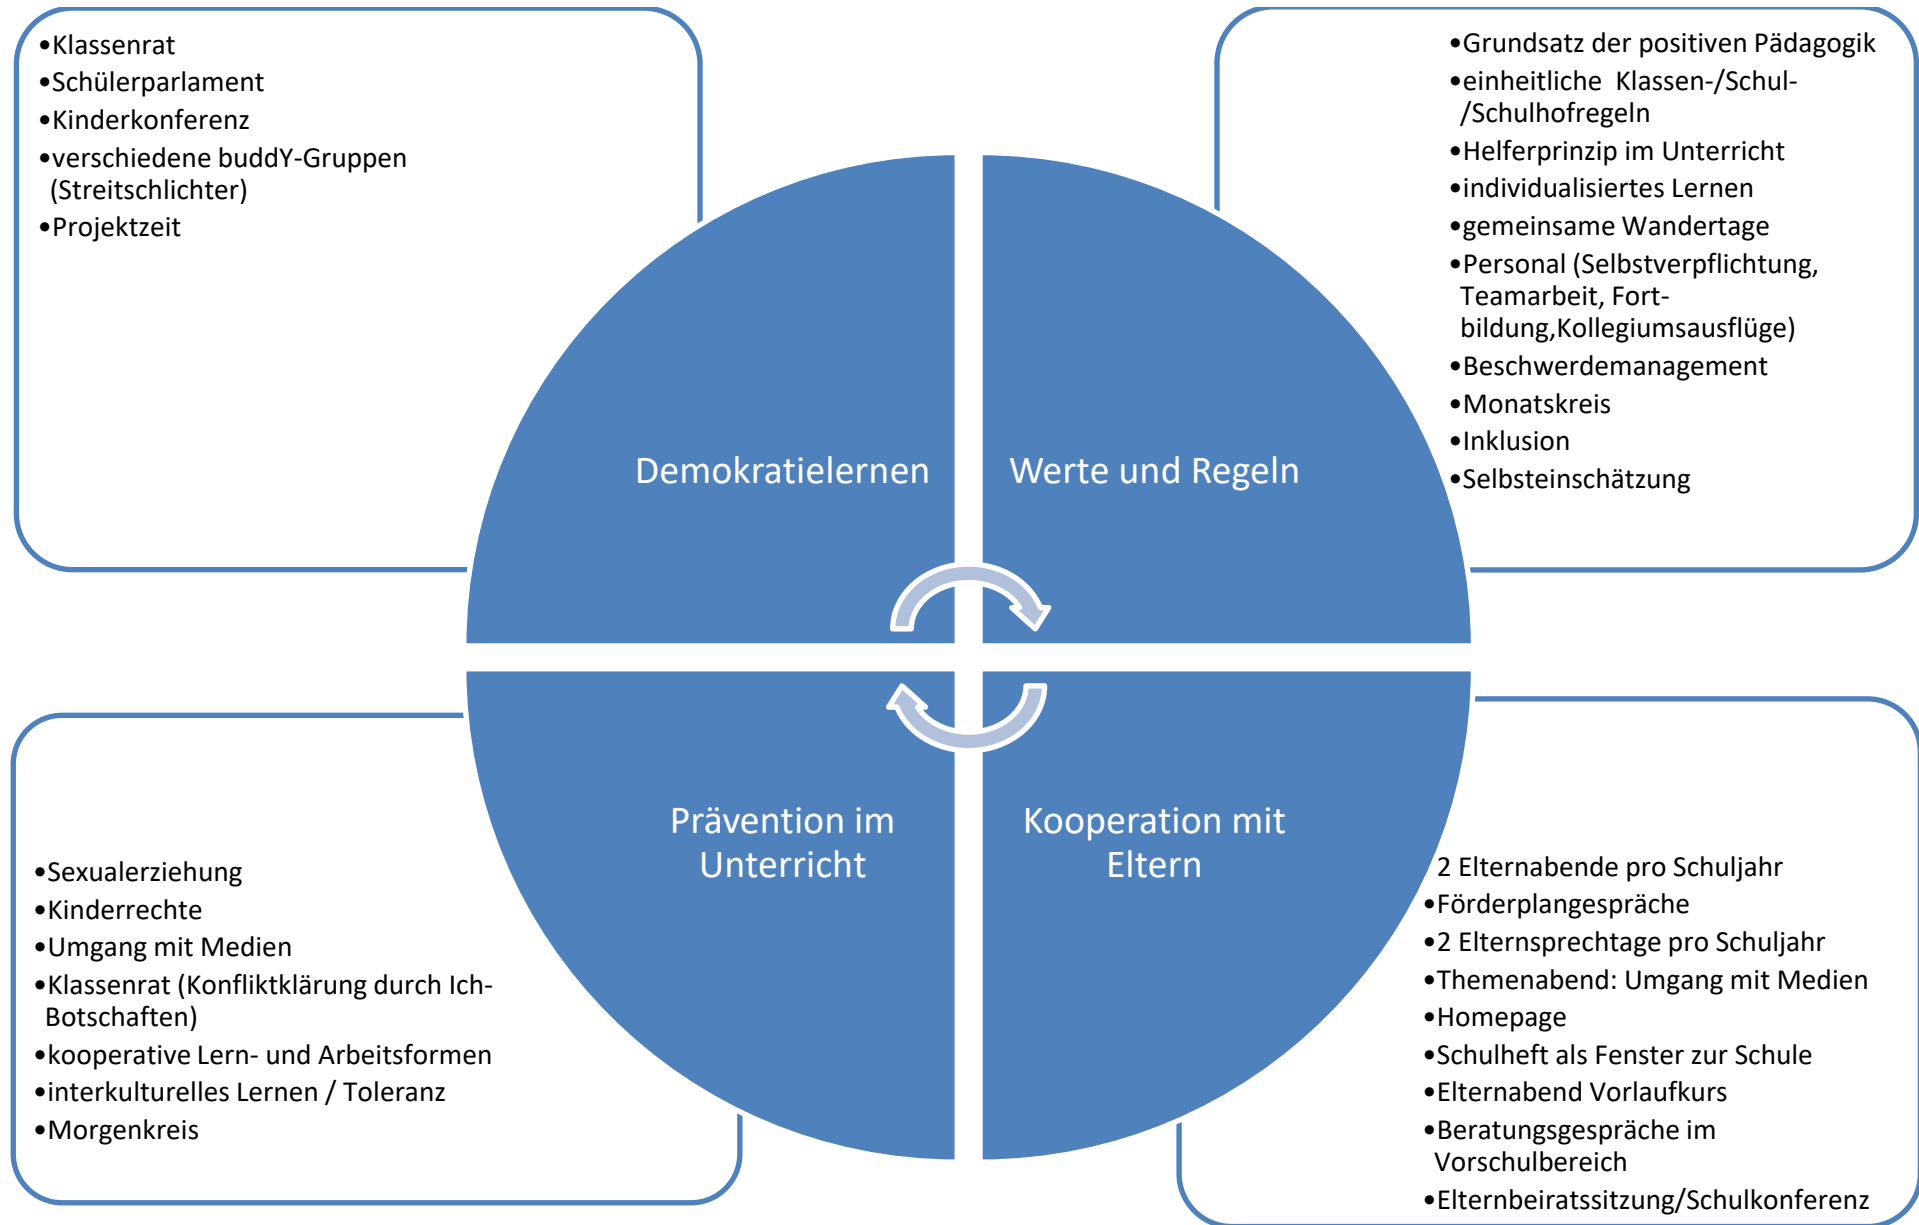 •Klassenrat
•Schülerparlament
•Kinderkonferenz
•verschiedene buddY-Gruppen
(Streitschlichter)
•Projektzeit
•Grundsatz der positiven Pädagogik
•einheitliche Klassen-/Schul-
/Schulhofregeln
•Helferprinzip im Unterricht
•individualisiertes Lernen
•gemeinsame Wandertage
•Personal (Selbstverpflichtung,
Teamarbeit, Fort-
bildung,Kollegiumsausflüge)
•Beschwerdemanagement
•Monatskreis
•Inklusion
•Selbsteinschätzung
Demokratielernen
Werte und Regeln
Prävention im
Unterricht
Kooperation mit
Eltern
•Sexualerziehung
•Kinderrechte
•Umgang mit Medien
•Klassenrat (Konfliktklärung durch Ich-
Botschaften)
•kooperative Lern- und Arbeitsformen
•interkulturelles Lernen / Toleranz
•Morgenkreis
2 Elternabende pro Schuljahr
•Förderplangespräche
•2 Elternsprechtage pro Schuljahr
•Themenabend: Umgang mit Medien
•Homepage
•Schulheft als Fenster zur Schule
•Elternabend Vorlaufkurs
•Beratungsgespräche im
Vorschulbereich
•Elternbeiratssitzung/Schulkonferenz